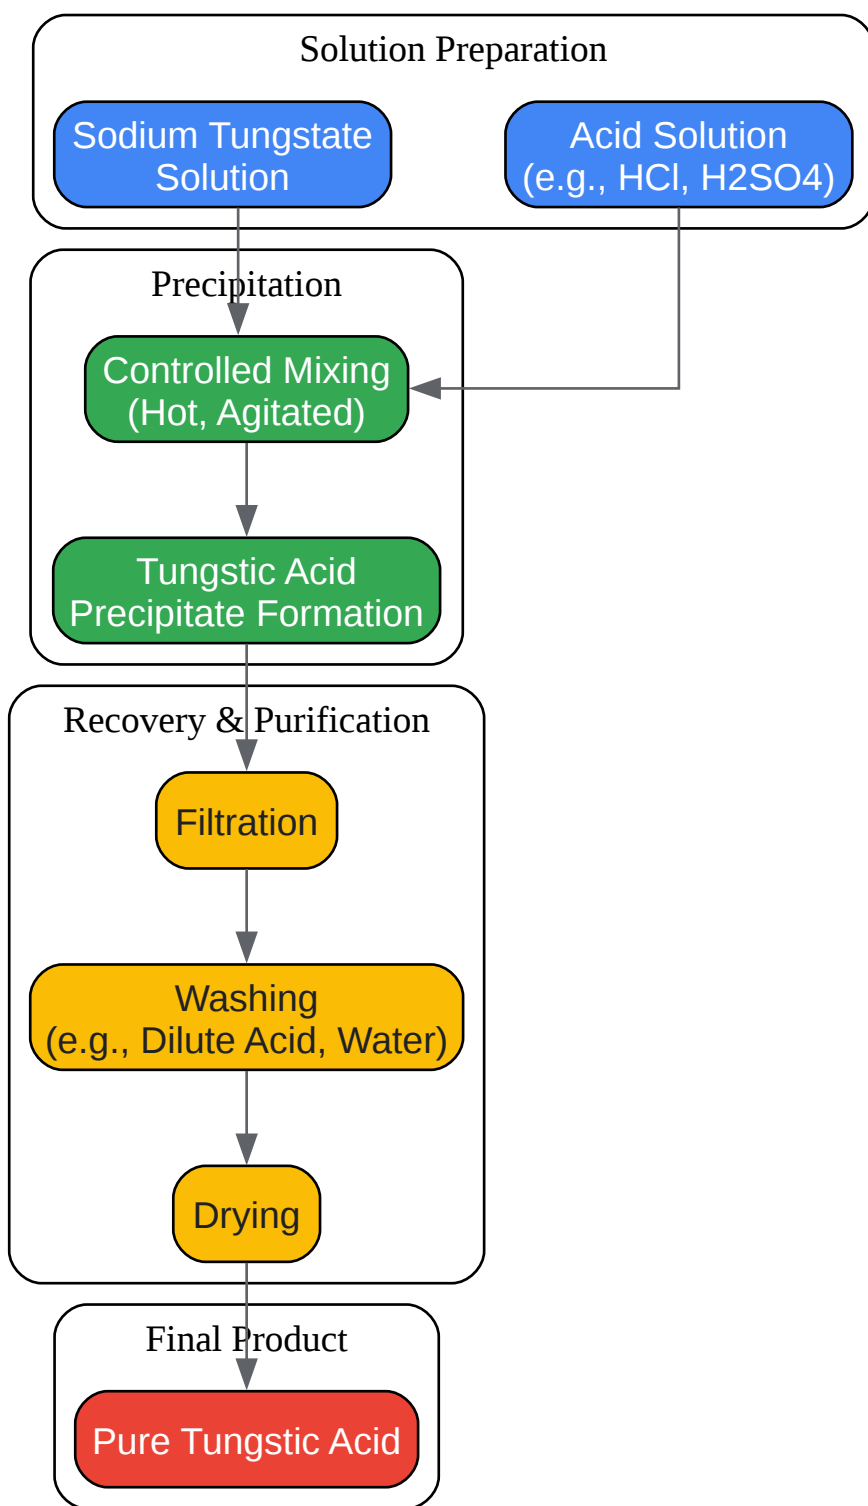 Solution Preparation
Sodium Tungstate
Solution
Acid Solution
(e.g., HCl, H2SO4)
Precipitation
Controlled Mixing
(Hot, Agitated)
Tungstic Acid
Precipitate Formation
Recovery & Purification
Filtration
Washing
(e.g., Dilute Acid, Water)
Drying
Final Product
Pure Tungstic Acid